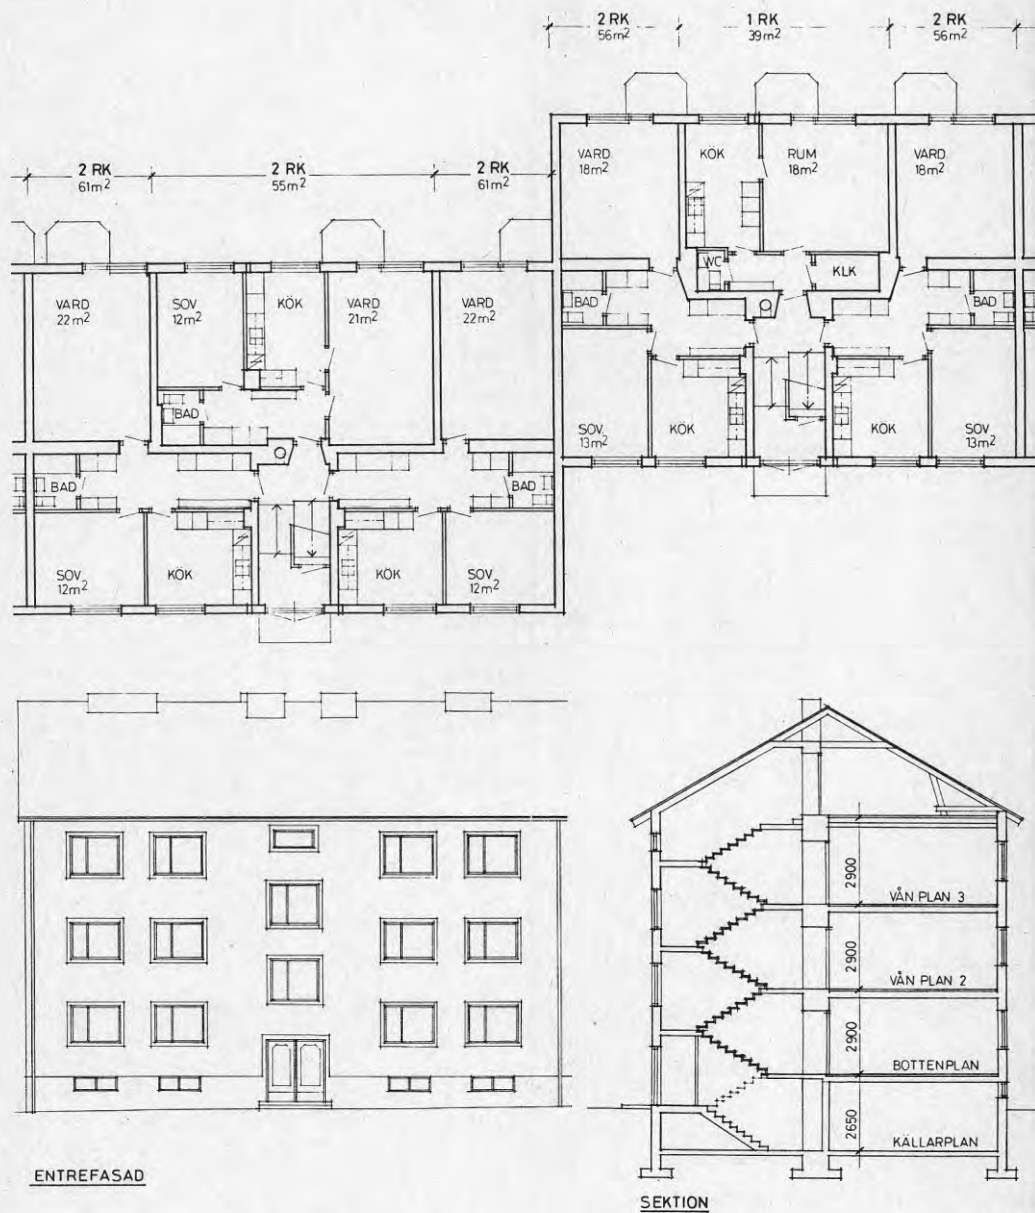 2 RK 1 RK 2 RK
56m² 39m² 56m²
2 RK 2 RK 2 RK
61m² 55m² 61m²
VARD. KÖK RUM VARD.
18m² 18m² 18m²
WC KLK
BAD BAD
SOV. KÖK KÖK SOV.
13m² 13m²
VARD SOV. KÖK VARD VARD
22m² 12m² 21m² 22m²
BAD
BAD BAD
SOV. KÖK KÖK SOV.
12m² 12m²
2900
VÅN PLAN 3
2900
VÅN PLAN 2
2900
BOTTENPLAN
2650
KÄLLARPLAN
ENTREFASAD
SEKTION